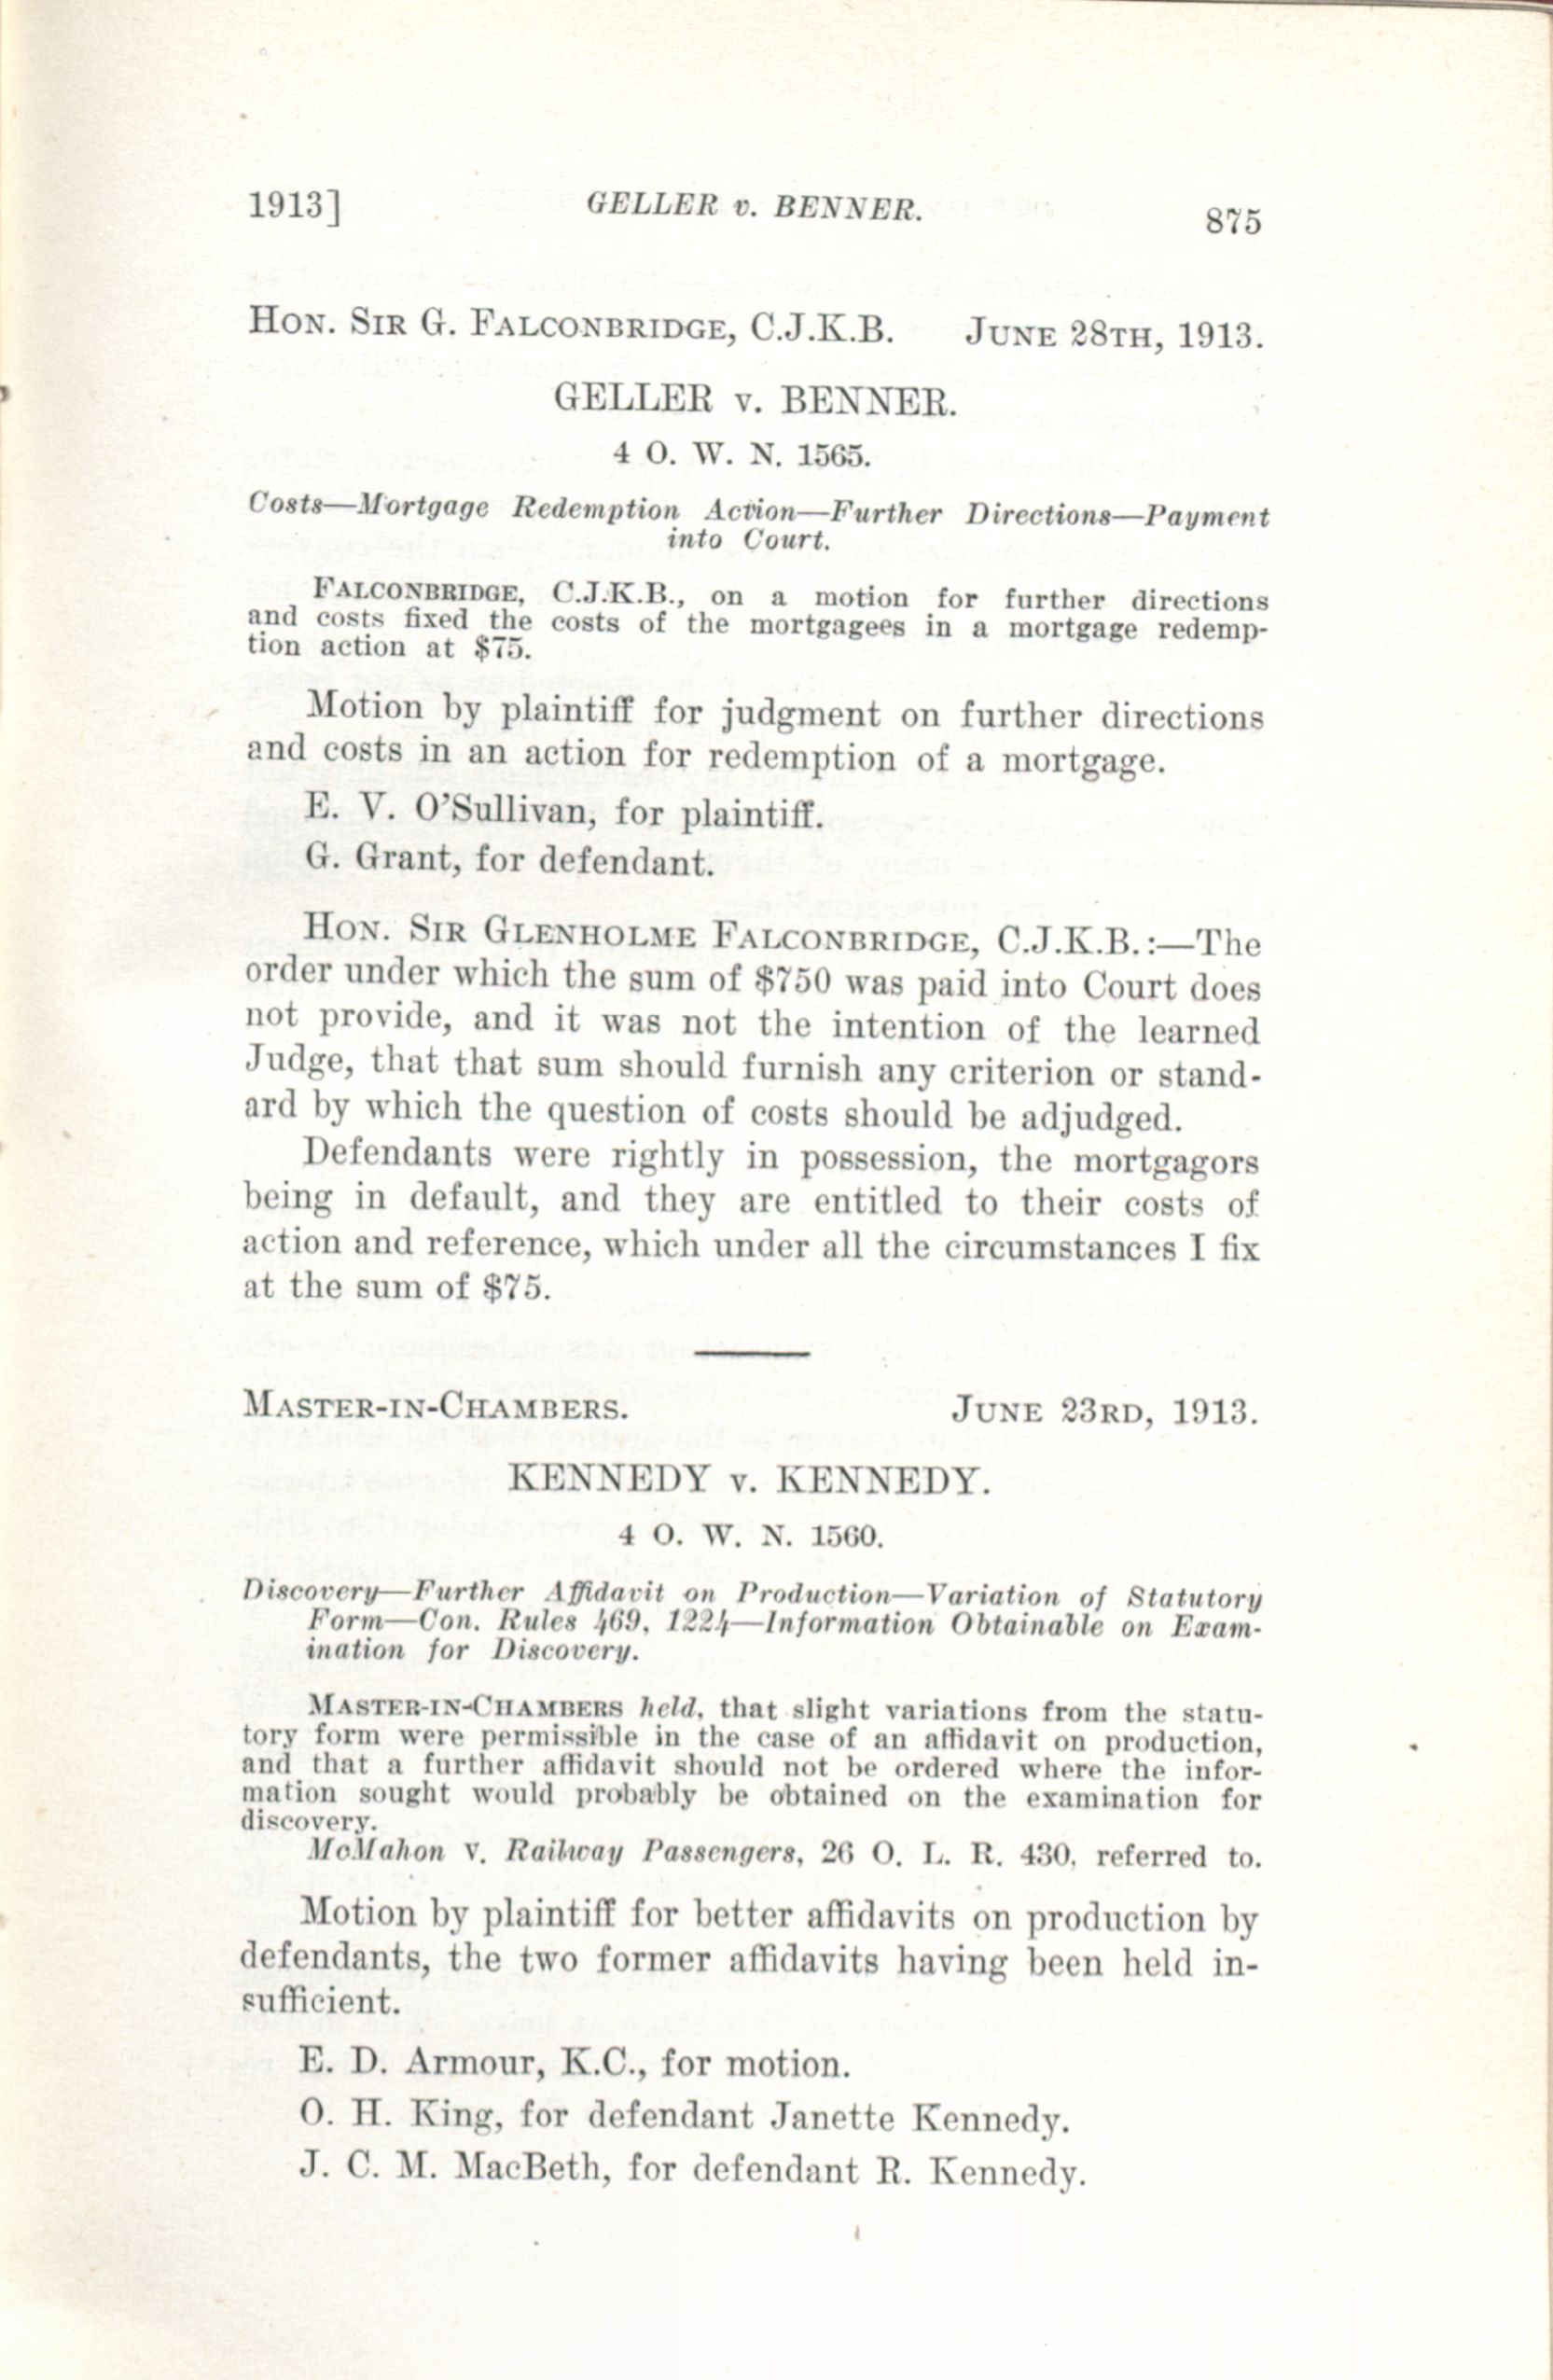 1913] GELLER v. BENNER. 875
HON. SIR G. FALCONBRIDGE, C.J.K.B. JUNE 28TH, 1913.
GELLER v. BENNER.
4 O. W. N. 1565.
Costs—Mortgage Redemption Action—Further Directions—Payment
into Court.
FALCONBRIDGE, C.J.K.B., on a motion for further directions
and costs fixed the costs of the mortgagees in a mortgage redemp-
tion action at $75.
Motion by plaintiff for judgment on further directions
and costs in an action for redemption of a mortgage.
E. V. O'Sullivan, for plaintiff.
G. Grant, for defendant.
HON. SIR GLENHOLME FALCONBRIDGE, C.J.K.B.:—The
order under which the sum of $750 was paid into Court does
not provide, and it was not the intention of the learned
Judge, that that sum should furnish any criterion or stand-
ard by which the question of costs should be adjudged.
Defendants were rightly in possession, the mortgagors
being in default, and they are entitled to their costs of
action and reference, which under all the circumstances I fix
at the sum of $75.
MASTER-IN-CHAMBERS. JUNE 23RD, 1913.
KENNEDY v. KENNEDY.
4 O. W. N. 1560.
Discovery—Further Affidavit on Production—Variation of Statutory
Form—Con. Rules 469, 1224—Information Obtainable on Exam-
ination for Discovery.
MASTER-IN-CHAMBERS held, that slight variations from the statu-
tory form were permissible in the case of an affidavit on production,
and that a further affidavit should not be ordered where the infor-
mation sought would probably be obtained on the examination for
discovery.
McMahon v. Railway Passengers, 26 O. L. R. 430, referred to.
Motion by plaintiff for better affidavits on production by
defendants, the two former affidavits having been held in-
sufficient.
E. D. Armour, K.C., for motion.
O. H. King, for defendant Janette Kennedy.
J. C. M. MacBeth, for defendant R. Kennedy.